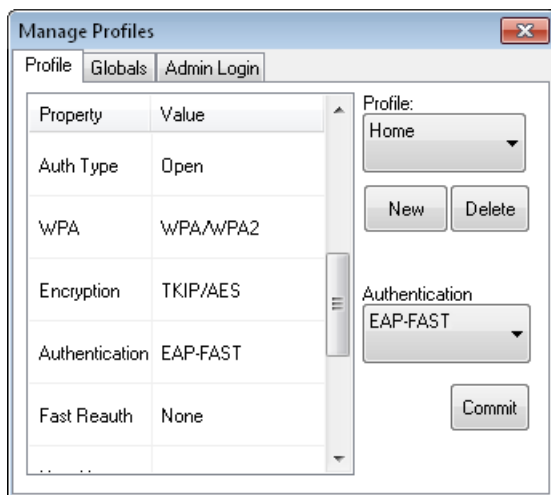 Manage Profiles
Profile Globals Admin Login
Property Value
Auth Type Open
WPA WPA/WPA2
Encryption TKIP/AES
Authentication EAP-FAST
Fast Reauth None
Profile:
Home
New Delete
Authentication
EAP-FAST
Commit